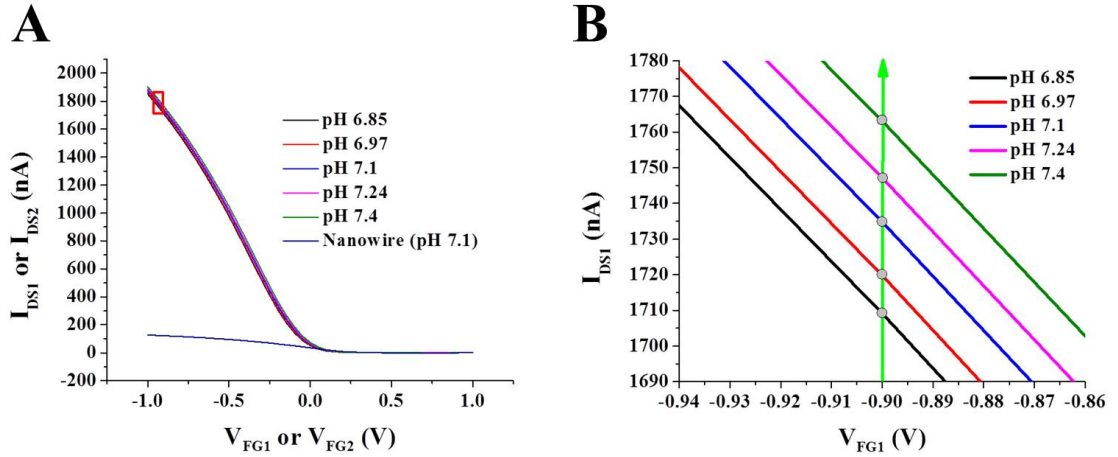 A
I_DS1 or I_DS2 (nA)
2000
1800
1600
1400
1200
1000
800
600
400
200
0
-200
-1.0 -0.5 0.0 0.5 1.0
V_FG1 or V_FG2 (V)
pH 6.85
pH 6.97
pH 7.1
pH 7.24
pH 7.4
Nanowire (pH 7.1)
B
I_DS1 (nA)
1780
1770
1760
1750
1740
1730
1720
1710
1700
1690
-0.94 -0.93 -0.92 -0.91 -0.90 -0.89 -0.88 -0.87 -0.86
V_FG1 (V)
pH 6.85
pH 6.97
pH 7.1
pH 7.24
pH 7.4